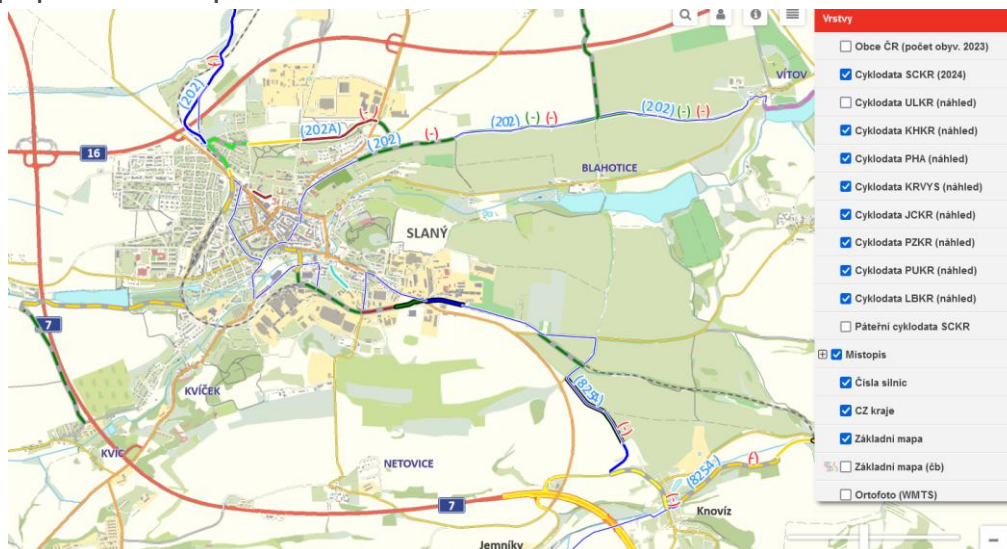 Vrstvy
Obce ČR (počet obyv. 2023)
Cyklodata SCKR (2024)
Cyklodata ULKR (náhled)
Cyklodata KHKR (náhled)
Cyklodata PHA (náhled)
Cyklodata KRVYS (náhled)
Cyklodata JCKR (náhled)
Cyklodata PZKR (náhled)
Cyklodata PUKR (náhled)
Cyklodata LBKR (náhled)
Páteřní cyklodata SCKR
Místopis
Čísla silnic
CZ kraje
Základní mapa
Základní mapa (čb)
Ortofoto (WMTS)
VÍTOV
(202)
(-)
(202A)
(-)
(202)
(-)
(202) (-) (-)
(202) (-) (-)
16
BLAHOTICE
SLANÝ
7
KVÍČEK
(825A)
(-)
KVÍC
NETOVICE
(825A)
(-)
(-)
7
Knovíz
Jemníky